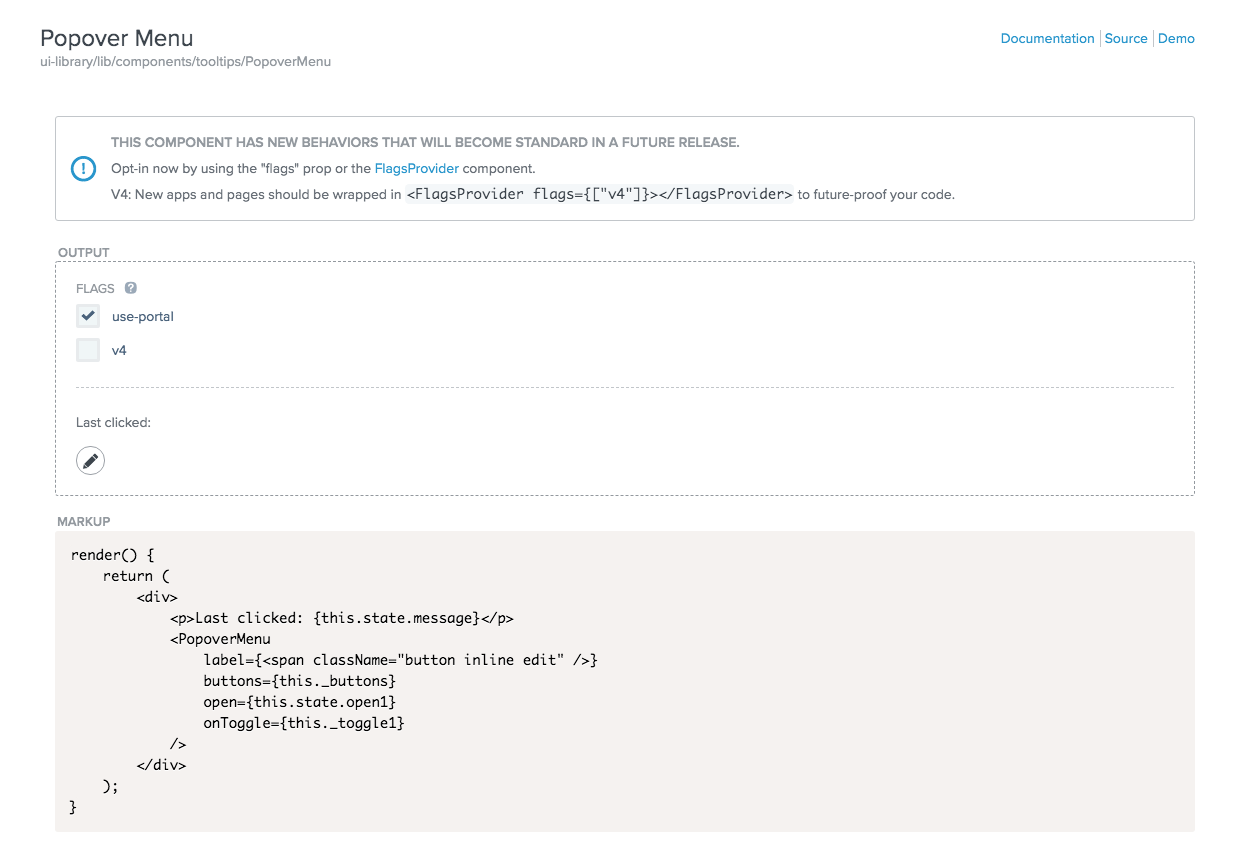 Popover Menu
Documentation Source Demo
ui-library/lib/components/tooltips/PopoverMenu
THIS COMPONENT HAS NEW BEHAVIORS THAT WILL BECOME STANDARD IN A FUTURE RELEASE.
Opt-in now by using the "flags" prop or the FlagsProvider component.
V4: New apps and pages should be wrapped in <FlagsProvider flags={["v4"]}></FlagsProvider> to future-proof your code.
OUTPUT
FLAGS ?
use-portal
v4
Last clicked:
MARKUP
render() {
    return (
        <div>
            <p>Last clicked: {this.state.message}</p>
            <PopoverMenu
                label={<span className="button inline edit" />}
                buttons={this._buttons}
                open={this.state.open1}
                onToggle={this._toggle1}
            />
        </div>
    );
}